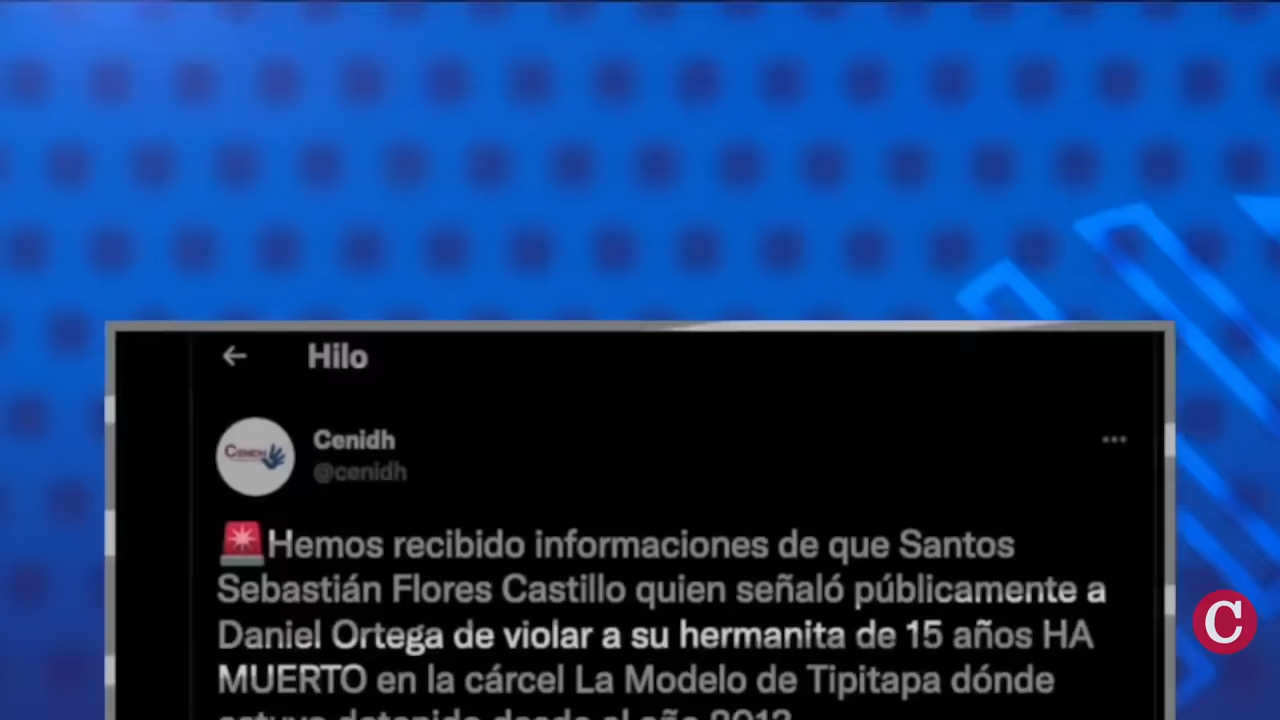 Hilo
CENIDH
Cenidh
@cenidh
Hemos recibido informaciones de que Santos
Sebastián Flores Castillo quien señaló públicamente a
Daniel Ortega de violar a su hermanita de 15 años HA
MUERTO en la cárcel La Modelo de Tipitapa dónde
C